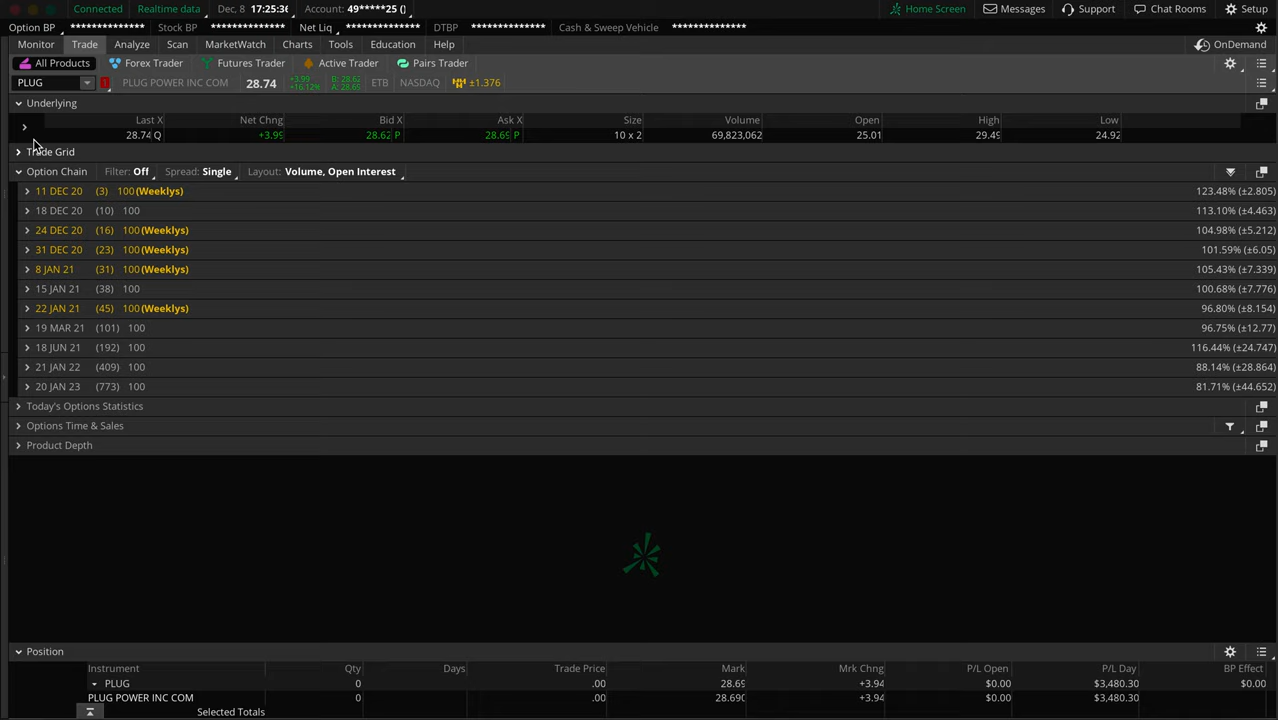 Connected Realtime data Dec. 8 17:25:36 Account: 49*****25 () Home Screen Messages Support Chat Rooms Setup
Option BP ************** Stock BP ************** Net Liq ************** DTBP ************** Cash & Sweep Vehicle **************
Monitor Trade Analyze Scan MarketWatch Charts Tools Education Help OnDemand
All Products Forex Trader Futures Trader Active Trader Pairs Trader
PLUG PLUG POWER INC COM 28.74 +3.99 +16.12% B: 28.62 A: 28.69 ETB NASDAQ ±1.376
Underlying
Last X Net Chng Bid X Ask X Size Volume Open High Low
28.74 Q +3.99 28.62 P 28.69 P 10 x 2 69,823,062 25.01 29.49 24.92
Trade Grid
Option Chain Filter: Off Spread: Single Layout: Volume, Open Interest
11 DEC 20 (3) 100 (Weeklys) 123.48% (±2.805)
18 DEC 20 (10) 100 113.10% (±4.463)
24 DEC 20 (16) 100 (Weeklys) 104.98% (±5.212)
31 DEC 20 (23) 100 (Weeklys) 101.59% (±6.05)
8 JAN 21 (31) 100 (Weeklys) 105.43% (±7.339)
15 JAN 21 (38) 100 100.68% (±7.776)
22 JAN 21 (45) 100 (Weeklys) 96.80% (±8.154)
19 MAR 21 (101) 100 96.75% (±12.77)
18 JUN 21 (192) 100 116.44% (±24.747)
21 JAN 22 (409) 100 88.14% (±28.864)
20 JAN 23 (773) 100 81.71% (±44.652)
Today's Options Statistics
Options Time & Sales
Product Depth
Position
Instrument Qty Days Trade Price Mark Mrk Chng P/L Open P/L Day BP Effect
PLUG 0 .00 28.69 +3.94 $0.00 $3,480.30 $0.00
PLUG POWER INC COM 0 .00 28.690 +3.94 $0.00 $3,480.30
Selected Totals